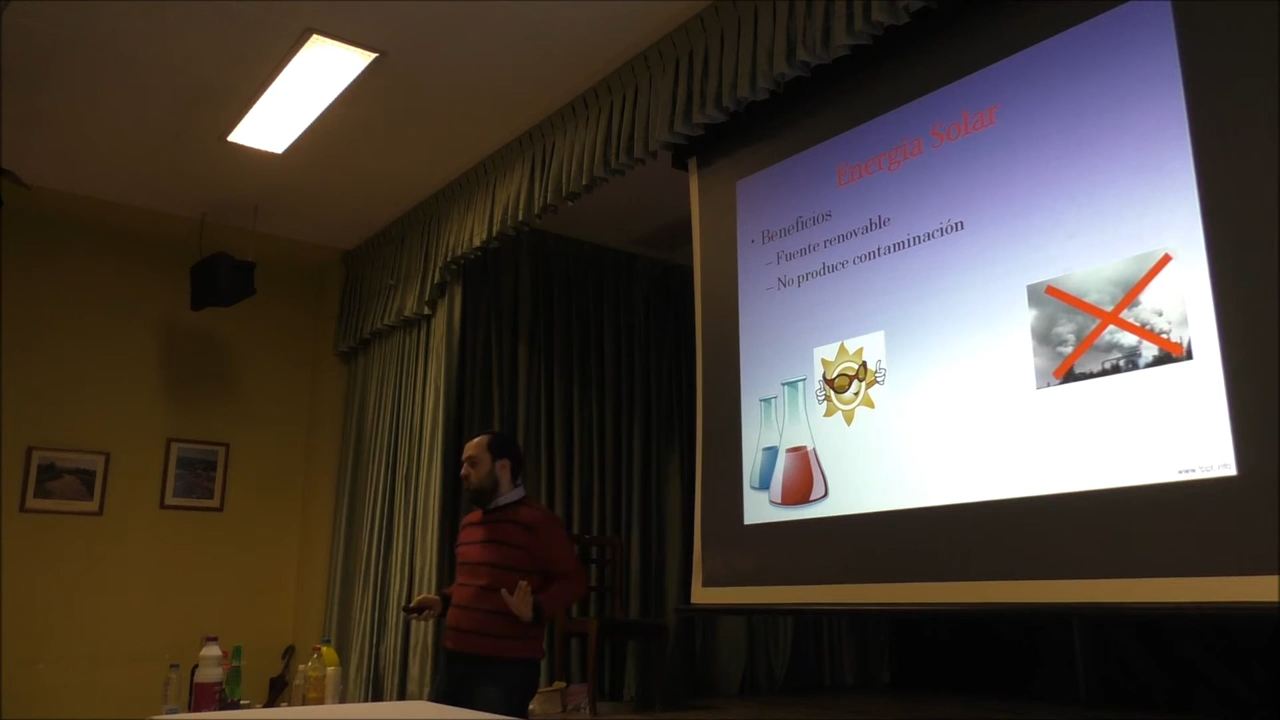 Energía Solar
• Beneficios
– Fuente renovable
– No produce contaminación